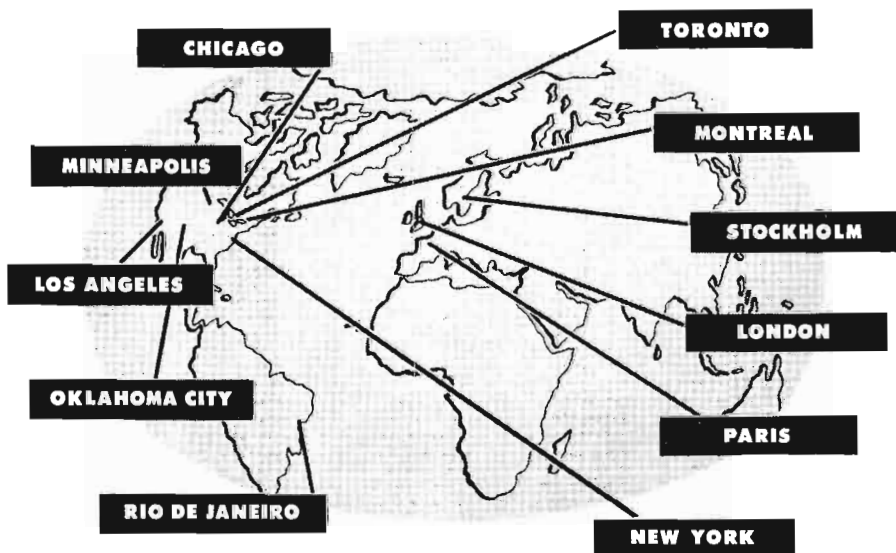 CHICAGO
TORONTO
MONTREAL
MINNEAPOLIS
STOCKHOLM
LOS ANGELES
LONDON
OKLAHOMA CITY
PARIS
RIO DE JANEIRO
NEW YORK